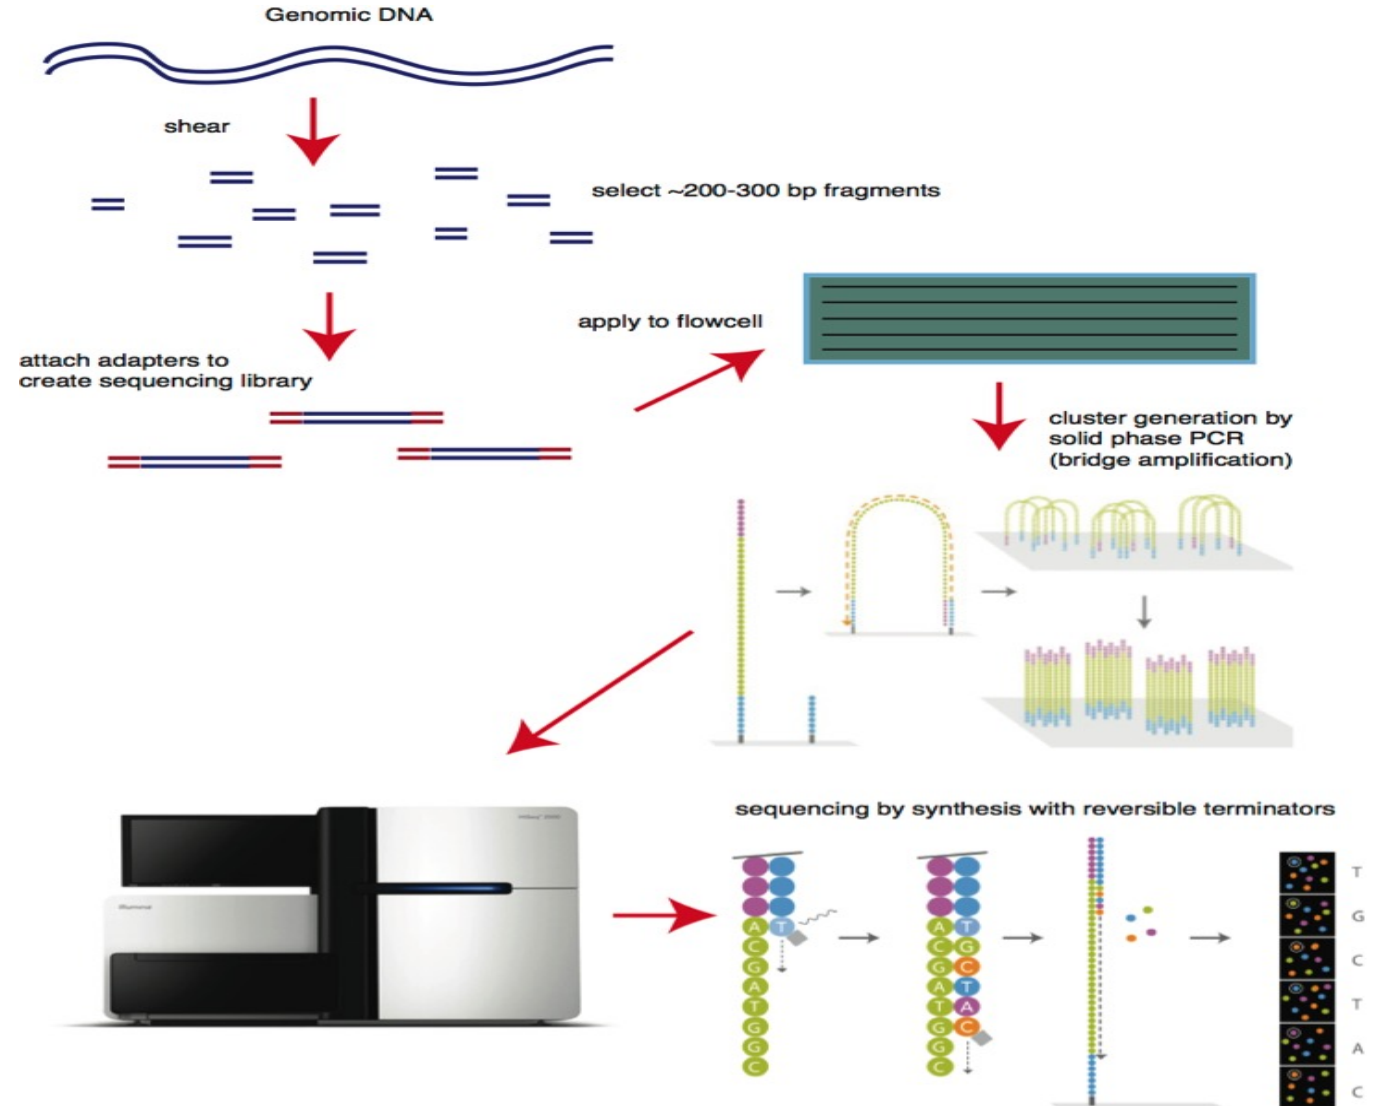 Genomic DNA
shear
select ~200-300 bp fragments
apply to flowcell
attach adapters to
create sequencing library
cluster generation by
solid phase PCR
(bridge amplification)
sequencing by synthesis with reversible terminators
illumina
A T
C
G
A
T
G
G
C
A T
C G
G C
A T
T A
G C
G
C
T
G
C
T
A
C